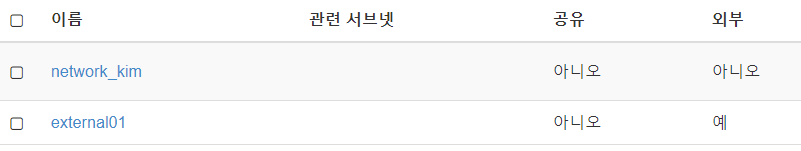 이름 관련 서브넷 공유 외부
network_kim 아니오 아니오
external01 아니오 예